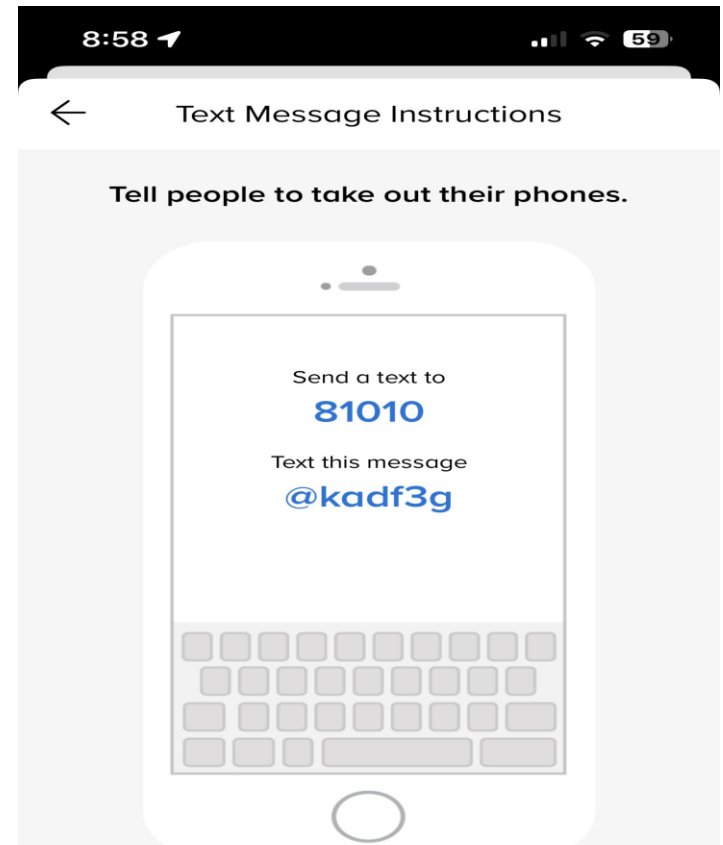 8:58
59
Text Message Instructions
Tell people to take out their phones.
Send a text to
81010
Text this message
@kadf3g